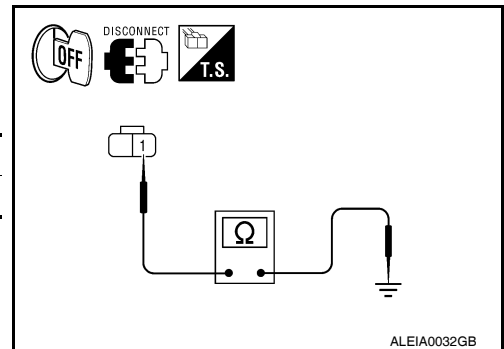 DISCONNECT
OFF
T.S.
1
Ω
ALEIA0032GB